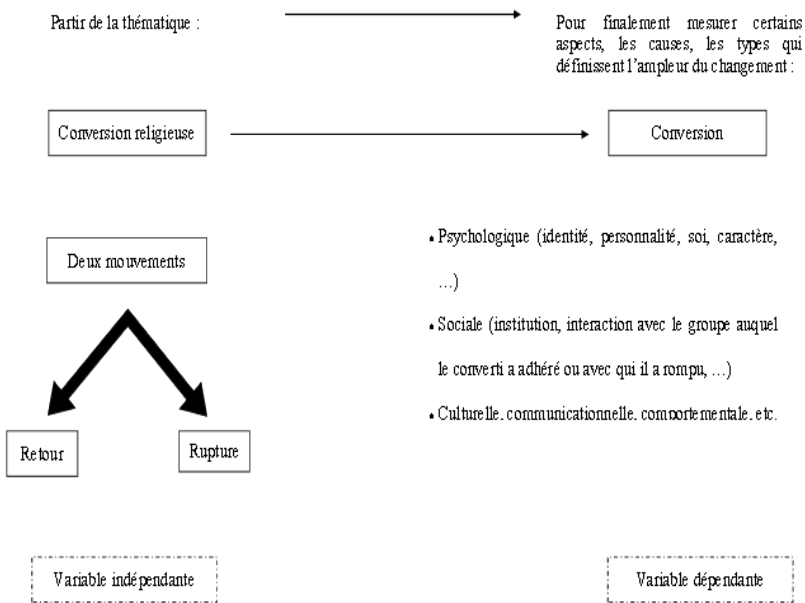 Partir de la thématique :
Pour finalement mesurer certains
aspects, les causes, les types qui
définissent l'ampleur du changement :
Conversion religieuse
Conversion
Deux mouvements
• Psychologique (identité, personnalité, soi, caractère,
…)
• Sociale (institution, interaction avec le groupe auquel
le converti a adhéré ou avec qui il a rompu, …)
• Culturelle, communicationnelle, comportementale, etc.
Retour
Rupture
Variable indépendante
Variable dépendante